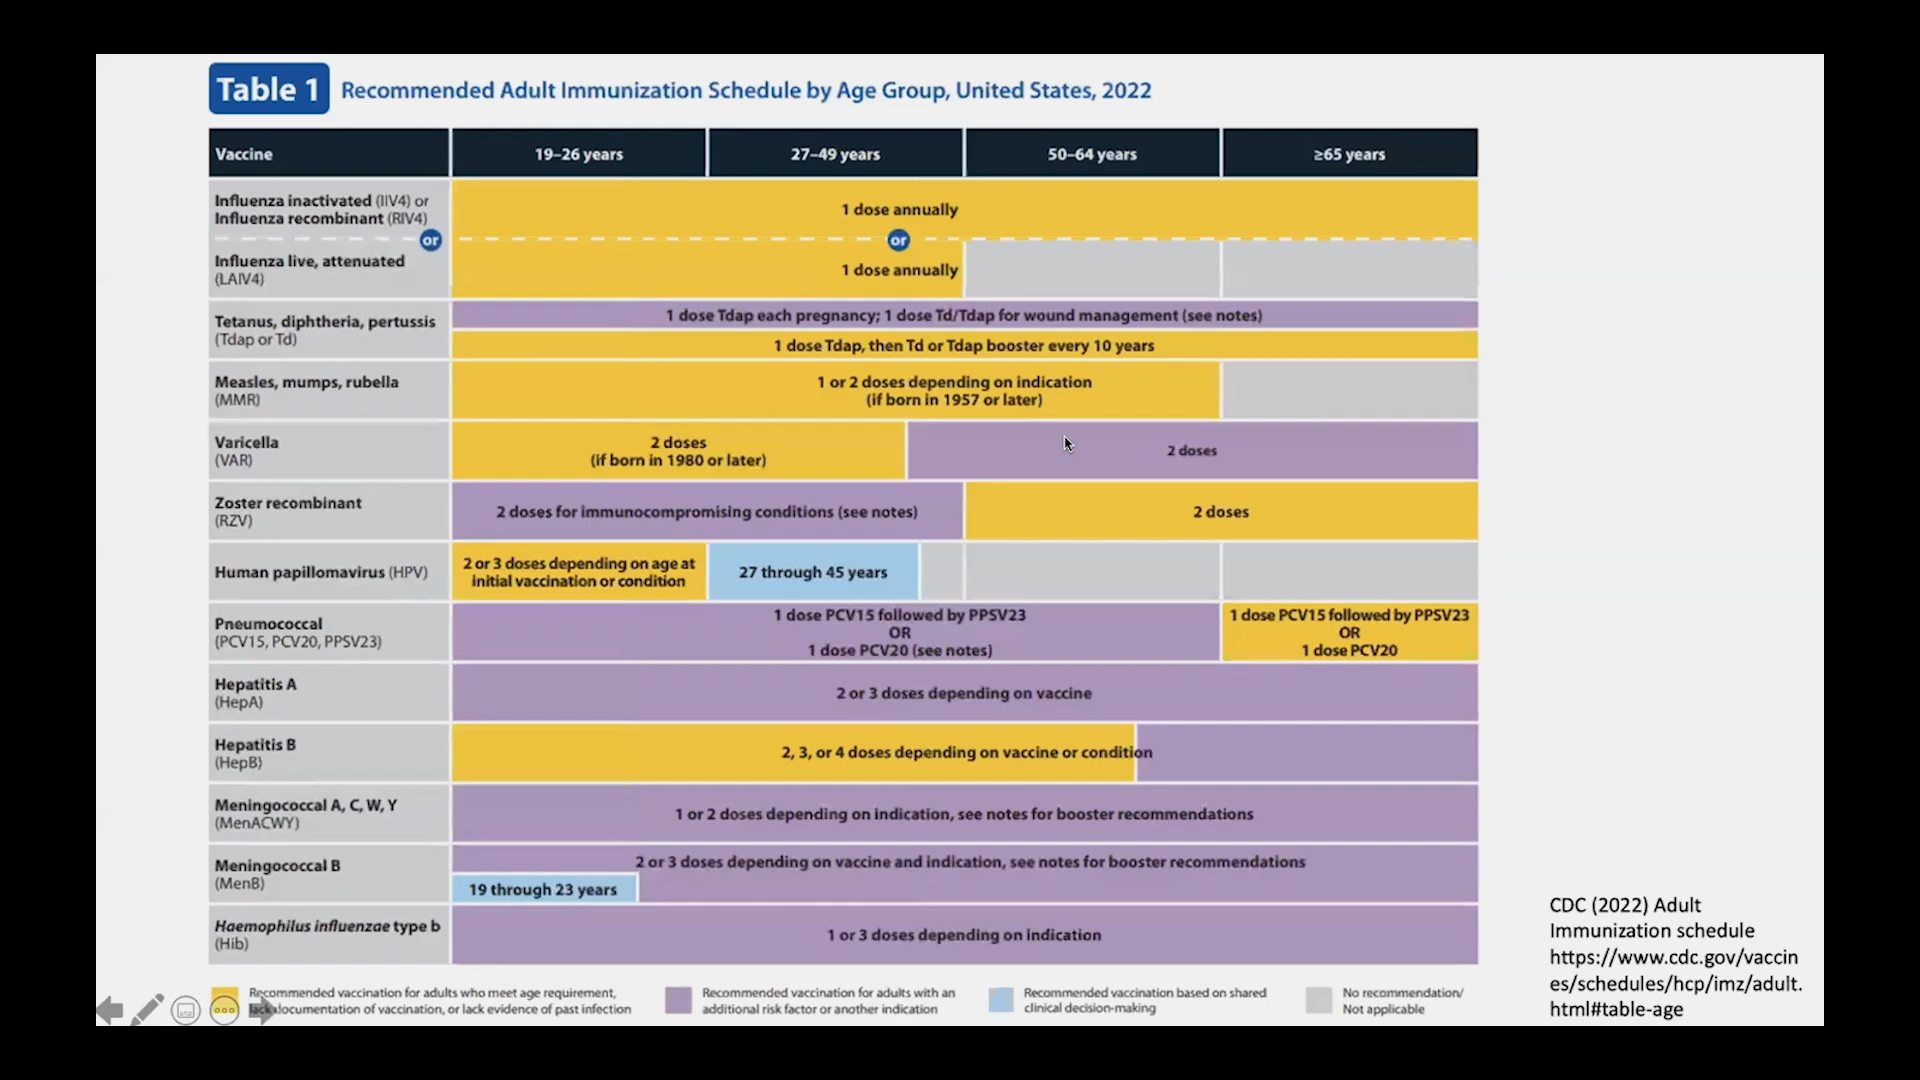 Table 1 Recommended Adult Immunization Schedule by Age Group, United States, 2022
Vaccine 19–26 years 27–49 years 50–64 years ≥65 years
Influenza inactivated (IIV4) or
Influenza recombinant (RIV4)
1 dose annually
or
or
Influenza live, attenuated
(LAIV4)
1 dose annually
Tetanus, diphtheria, pertussis
(Tdap or Td)
1 dose Tdap each pregnancy; 1 dose Td/Tdap for wound management (see notes)
1 dose Tdap, then Td or Tdap booster every 10 years
Measles, mumps, rubella
(MMR)
1 or 2 doses depending on indication
(if born in 1957 or later)
Varicella
(VAR)
2 doses
(if born in 1980 or later)
2 doses
Zoster recombinant
(RZV)
2 doses for immunocompromising conditions (see notes)
2 doses
Human papillomavirus (HPV)
2 or 3 doses depending on age at
initial vaccination or condition
27 through 45 years
Pneumococcal
(PCV15, PCV20, PPSV23)
1 dose PCV15 followed by PPSV23
OR
1 dose PCV20 (see notes)
1 dose PCV15 followed by PPSV23
OR
1 dose PCV20
Hepatitis A
(HepA)
2 or 3 doses depending on vaccine
Hepatitis B
(HepB)
2, 3, or 4 doses depending on vaccine or condition
Meningococcal A, C, W, Y
(MenACWY)
1 or 2 doses depending on indication, see notes for booster recommendations
Meningococcal B
(MenB)
2 or 3 doses depending on vaccine and indication, see notes for booster recommendations
19 through 23 years
Haemophilus influenzae type b
(Hib)
1 or 3 doses depending on indication
Recommended vaccination for adults who meet age requirement,
lack documentation of vaccination, or lack evidence of past infection
Recommended vaccination for adults with an
additional risk factor or another indication
Recommended vaccination based on shared
clinical decision-making
No recommendation/
Not applicable
CDC (2022) Adult
Immunization schedule
https://www.cdc.gov/vaccin
es/schedules/hcp/imz/adult.
html#table-age